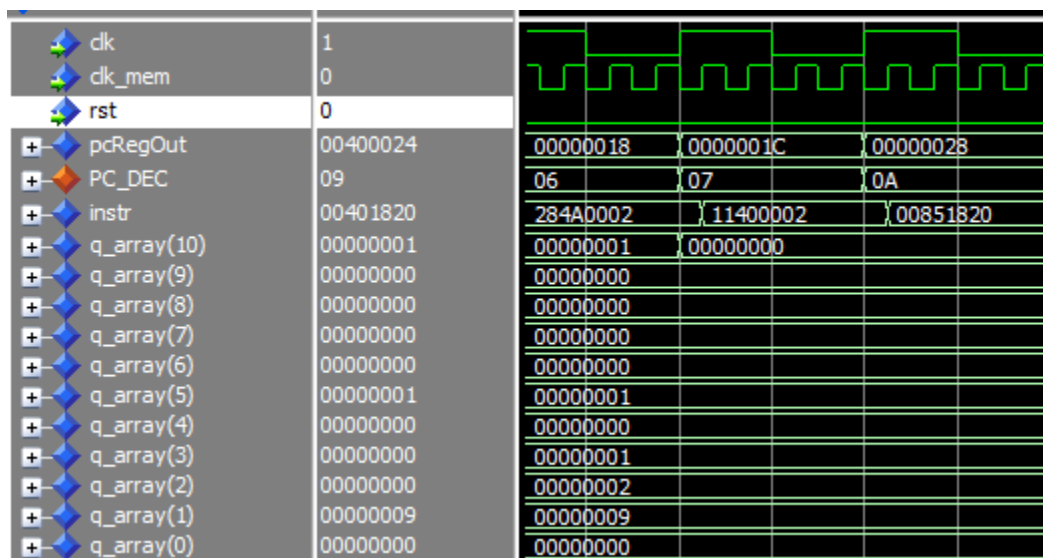 clk 1
clk_mem 0
rst 0
pcRegOut 00400024 00000018 0000001C 00000028
PC_DEC 09 06 07 0A
instr 00401820 284A0002 11400002 00851820
q_array(10) 00000001 00000001 00000000
q_array(9) 00000000 00000000
q_array(8) 00000000 00000000
q_array(7) 00000000 00000000
q_array(6) 00000000 00000000
q_array(5) 00000001 00000001
q_array(4) 00000000 00000000
q_array(3) 00000000 00000001
q_array(2) 00000000 00000002
q_array(1) 00000009 00000009
q_array(0) 00000000 00000000